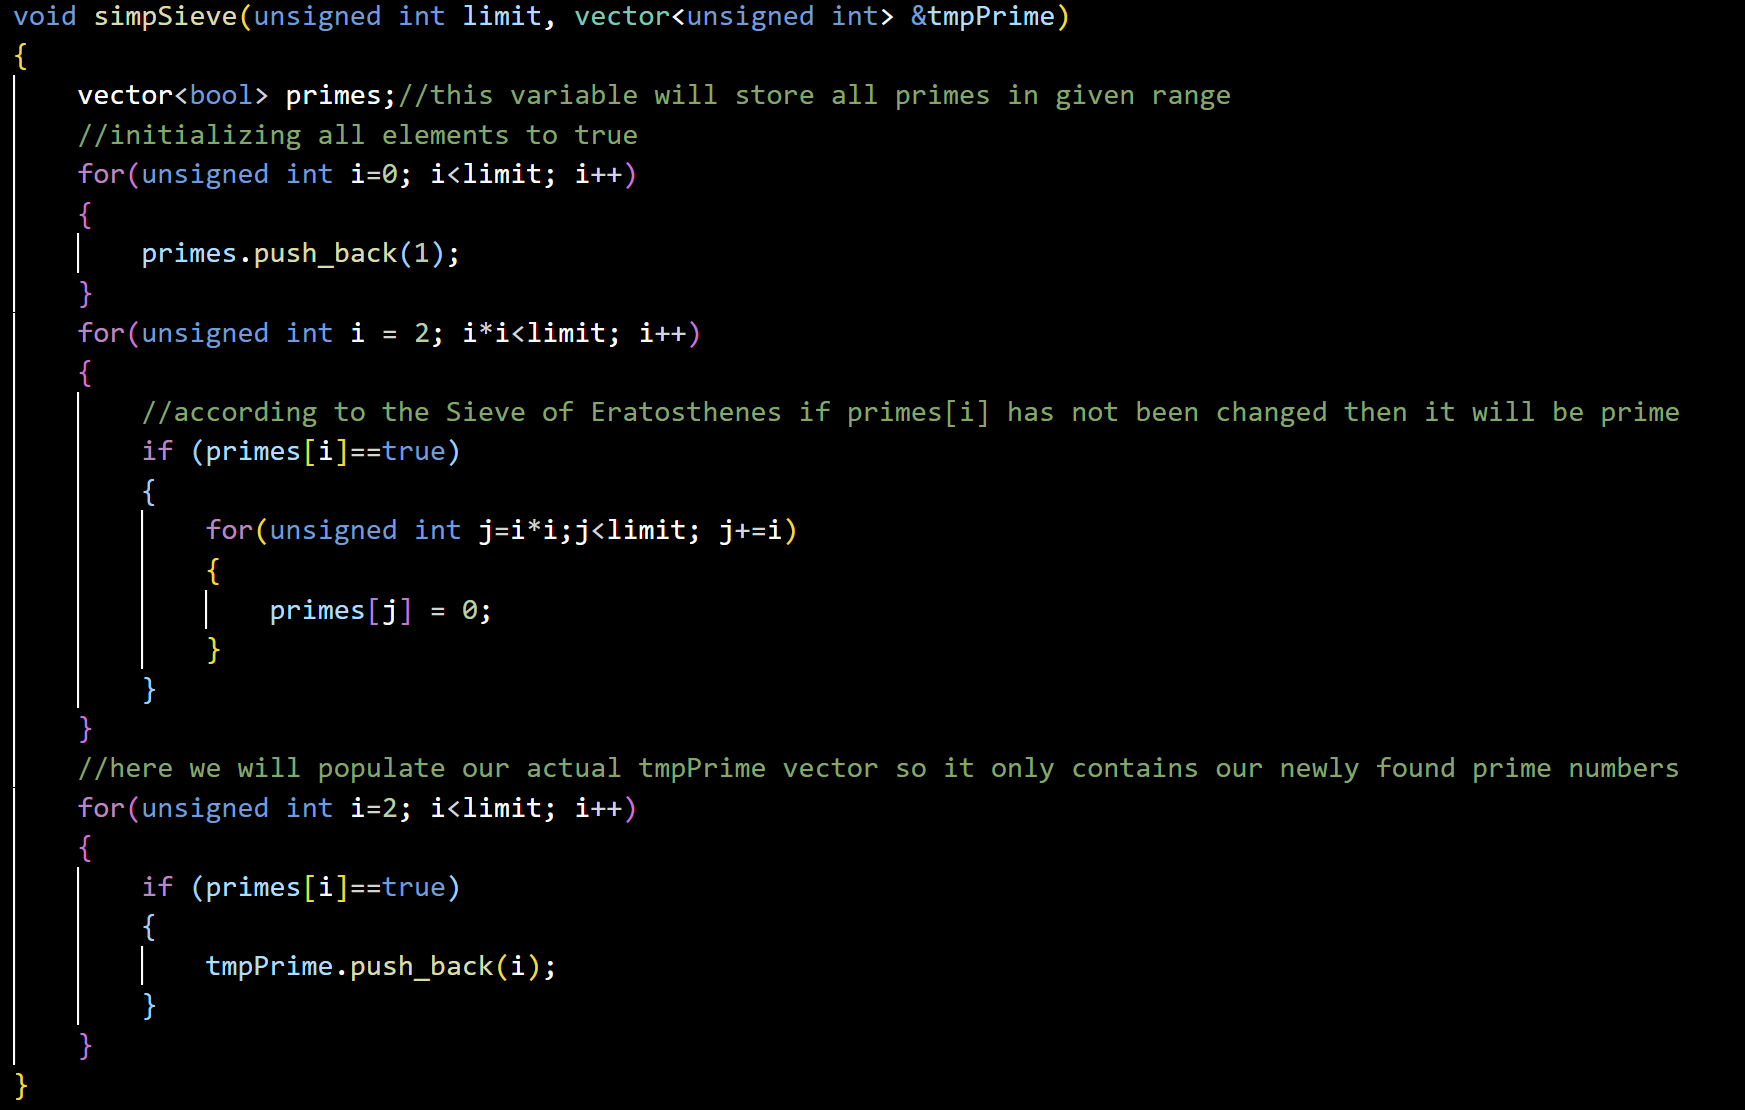 void simpSieve(unsigned int limit, vector<unsigned int> &tmpPrime)
{
    vector<bool> primes;//this variable will store all primes in given range
    //initializing all elements to true
    for(unsigned int i=0; i<limit; i++)
    {
        primes.push_back(1);
    }
    for(unsigned int i = 2; i*i<limit; i++)
    {
        //according to the Sieve of Eratosthenes if primes[i] has not been changed then it will be prime
        if (primes[i]==true)
        {
            for(unsigned int j=i*i;j<limit; j+=i)
            {
                primes[j] = 0;
            }
        }
    }
    //here we will populate our actual tmpPrime vector so it only contains our newly found prime numbers
    for(unsigned int i=2; i<limit; i++)
    {
        if (primes[i]==true)
        {
            tmpPrime.push_back(i);
        }
    }
}